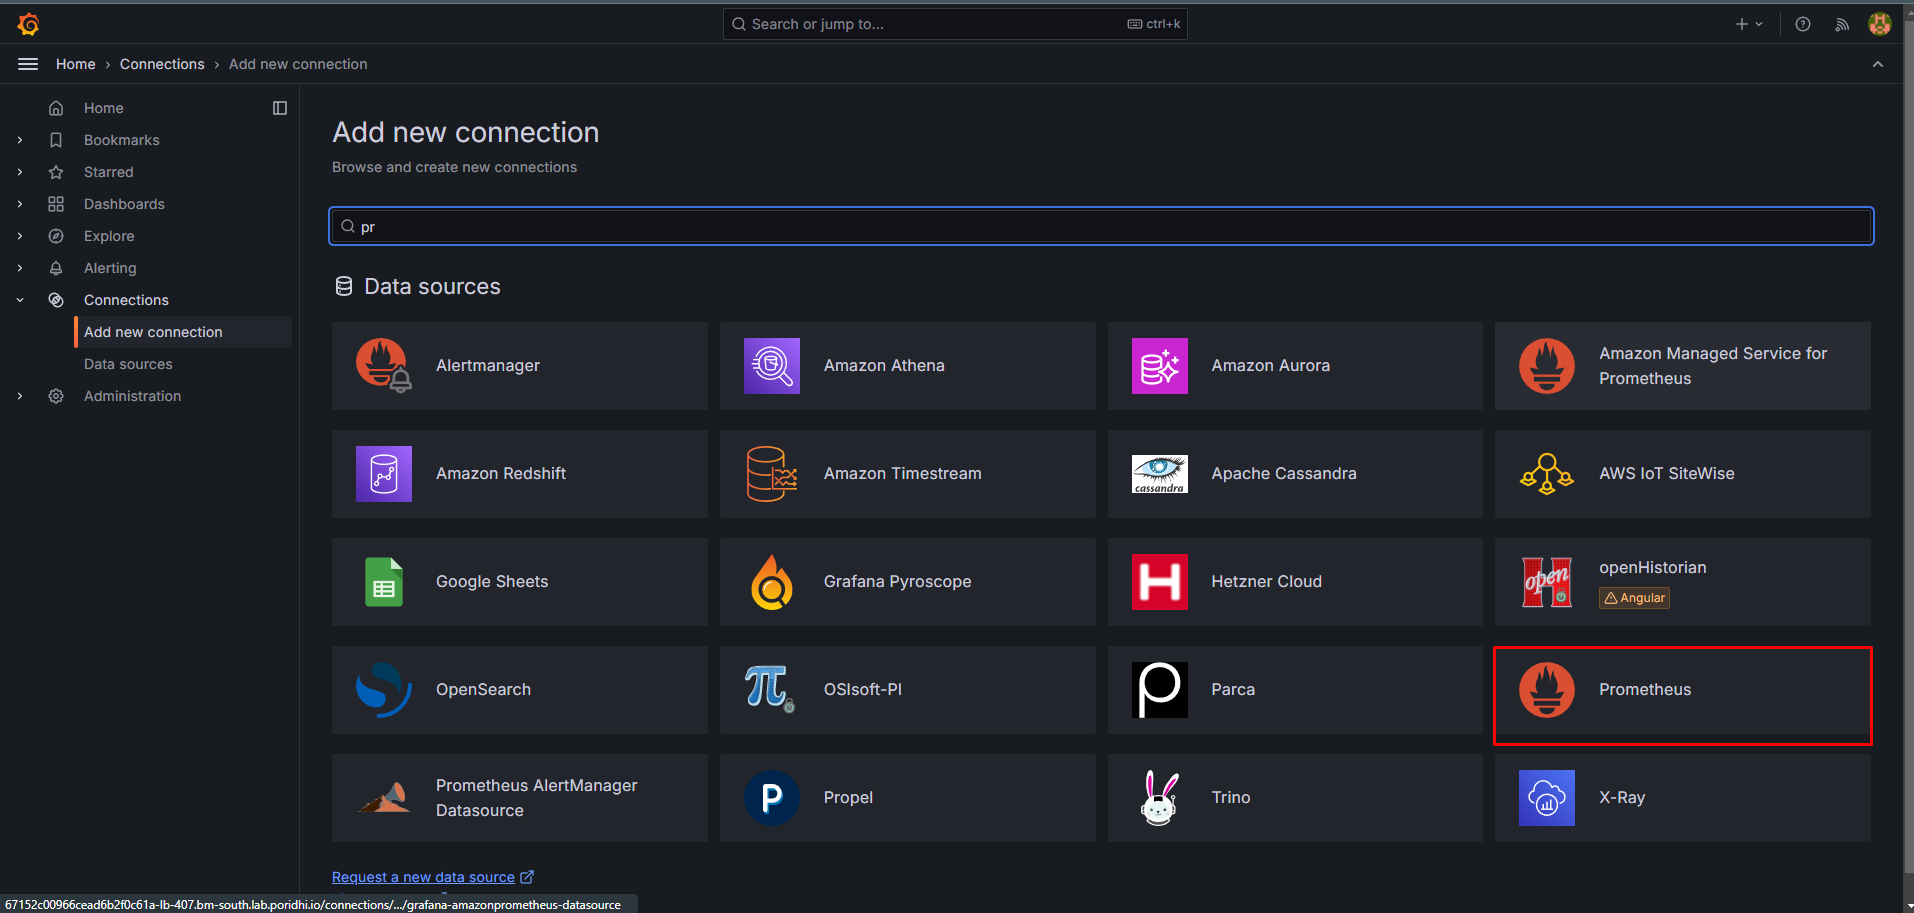 Search or jump to...
ctrl+k
Home › Connections › Add new connection
Home
Bookmarks
Starred
Dashboards
Explore
Alerting
Connections
Add new connection
Data sources
Administration
Add new connection
Browse and create new connections
pr
Data sources
Alertmanager
Amazon Athena
Amazon Aurora
Amazon Managed Service for
Prometheus
Amazon Redshift
Amazon Timestream
cassandra
Apache Cassandra
AWS IoT SiteWise
Google Sheets
Grafana Pyroscope
H
Hetzner Cloud
open
H
openHistorian
Angular
OpenSearch
π
OSIsoft-PI
Parca
Prometheus
Prometheus AlertManager
Datasource
P
Propel
Trino
X-Ray
Request a new data source
67152c00966cead6b2f0c61a-lb-407.bm-south.lab.poridhi.io/connections/.../grafana-amazonprometheus-datasource